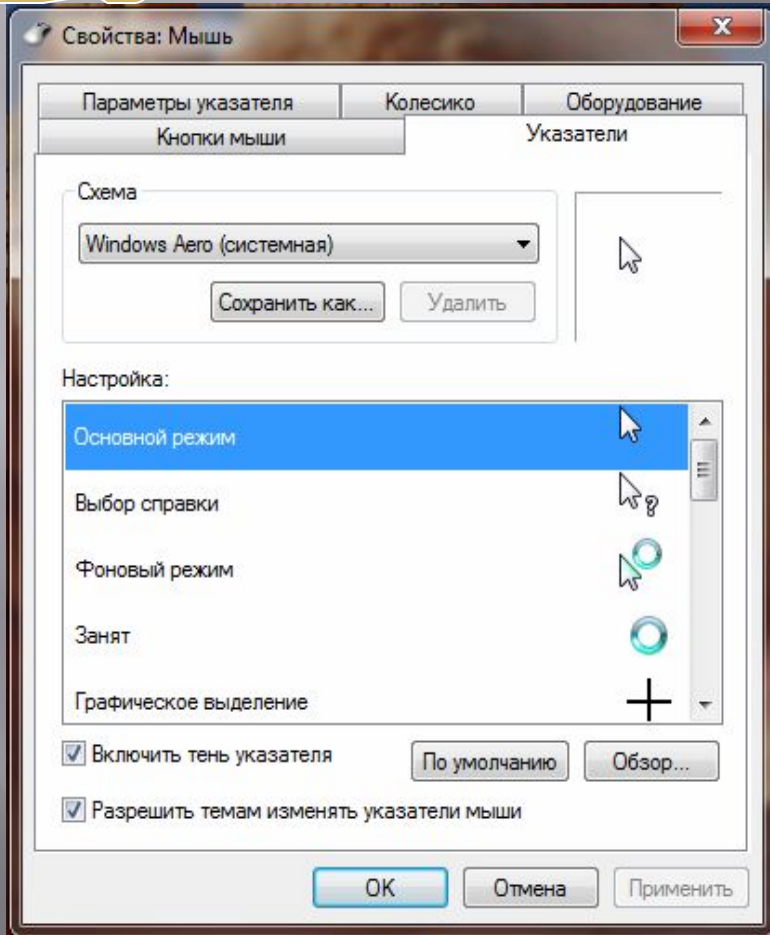 Свойства: Мышь
Параметры указателя
Колесико
Оборудование
Кнопки мыши
Указатели
Схема
Windows Aero (системная)
Сохранить как...
Удалить
Настройка:
Основной режим
Выбор справки
Фоновый режим
Занят
Графическое выделение
Включить тень указателя
По умолчанию
Обзор...
Разрешить темам изменять указатели мыши
OK
Отмена
Применить